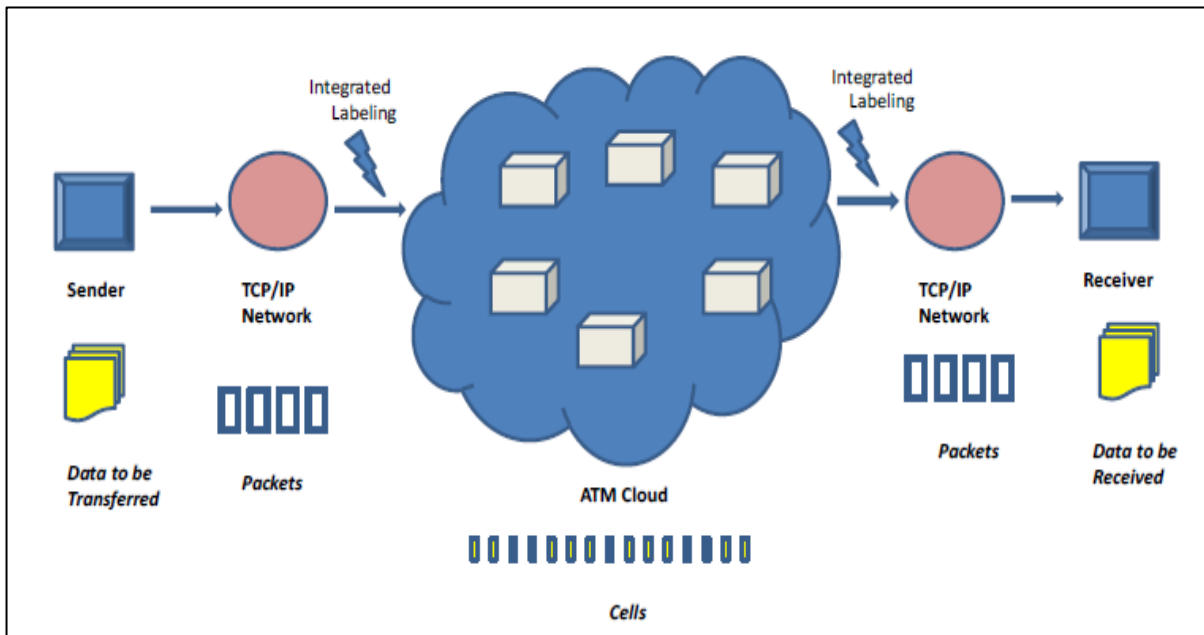 Integrated
Labeling
Integrated
Labeling
Sender
TCP/IP
Network
TCP/IP
Network
Receiver
Data to be
Transferred
Packets
ATM Cloud
Packets
Data to be
Received
Cells